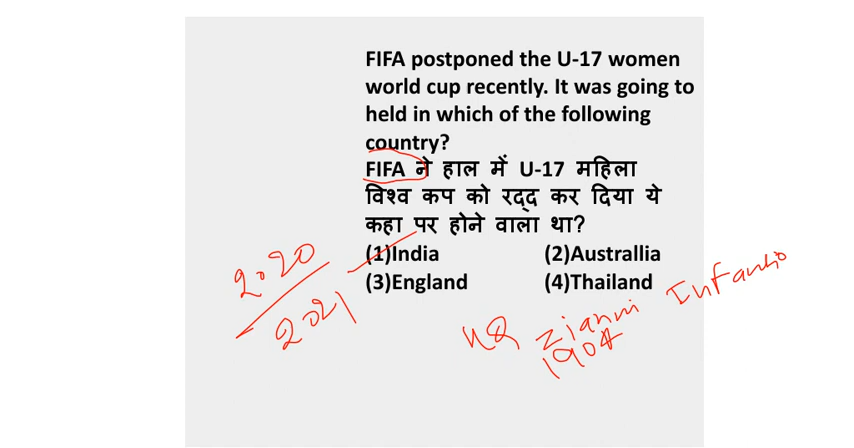 FIFA postponed the U-17 women
world cup recently. It was going to
held in which of the following
country?
FIFA ने हाल में U-17 महिला
विश्व कप को रद्द कर दिया ये
कहा पर होने वाला था?
(1)India (2)Australlia
(3)England (4)Thailand
2020
2021
HQ Zianni Infantio
1904